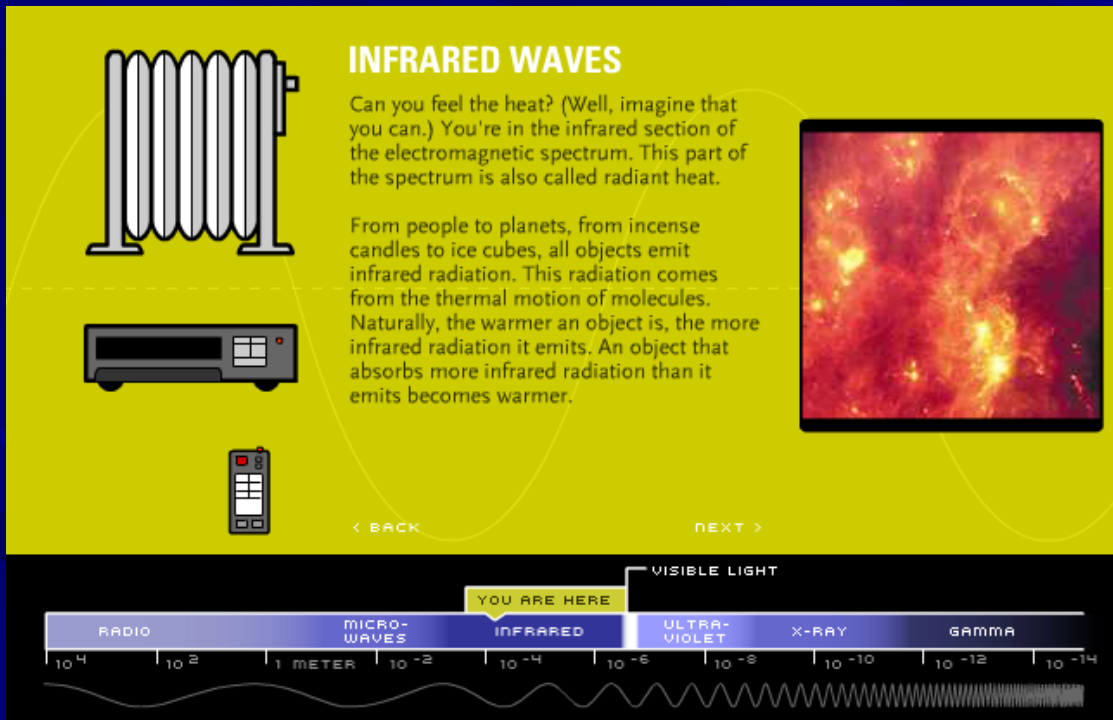 INFRARED WAVES
Can you feel the heat? (Well, imagine that
you can.) You're in the infrared section of
the electromagnetic spectrum. This part of
the spectrum is also called radiant heat.
From people to planets, from incense
candles to ice cubes, all objects emit
infrared radiation. This radiation comes
from the thermal motion of molecules.
Naturally, the warmer an object is, the more
infrared radiation it emits. An object that
absorbs more infrared radiation than it
emits becomes warmer.
< BACK
NEXT >
VISIBLE LIGHT
YOU ARE HERE
RADIO
MICRO-
WAVES
INFRARED
ULTRA-
VIOLET
X-RAY
GAMMA
10⁴
10²
1 METER
10⁻²
10⁻⁴
10⁻⁶
10⁻⁸
10⁻¹⁰
10⁻¹²
10⁻¹⁴